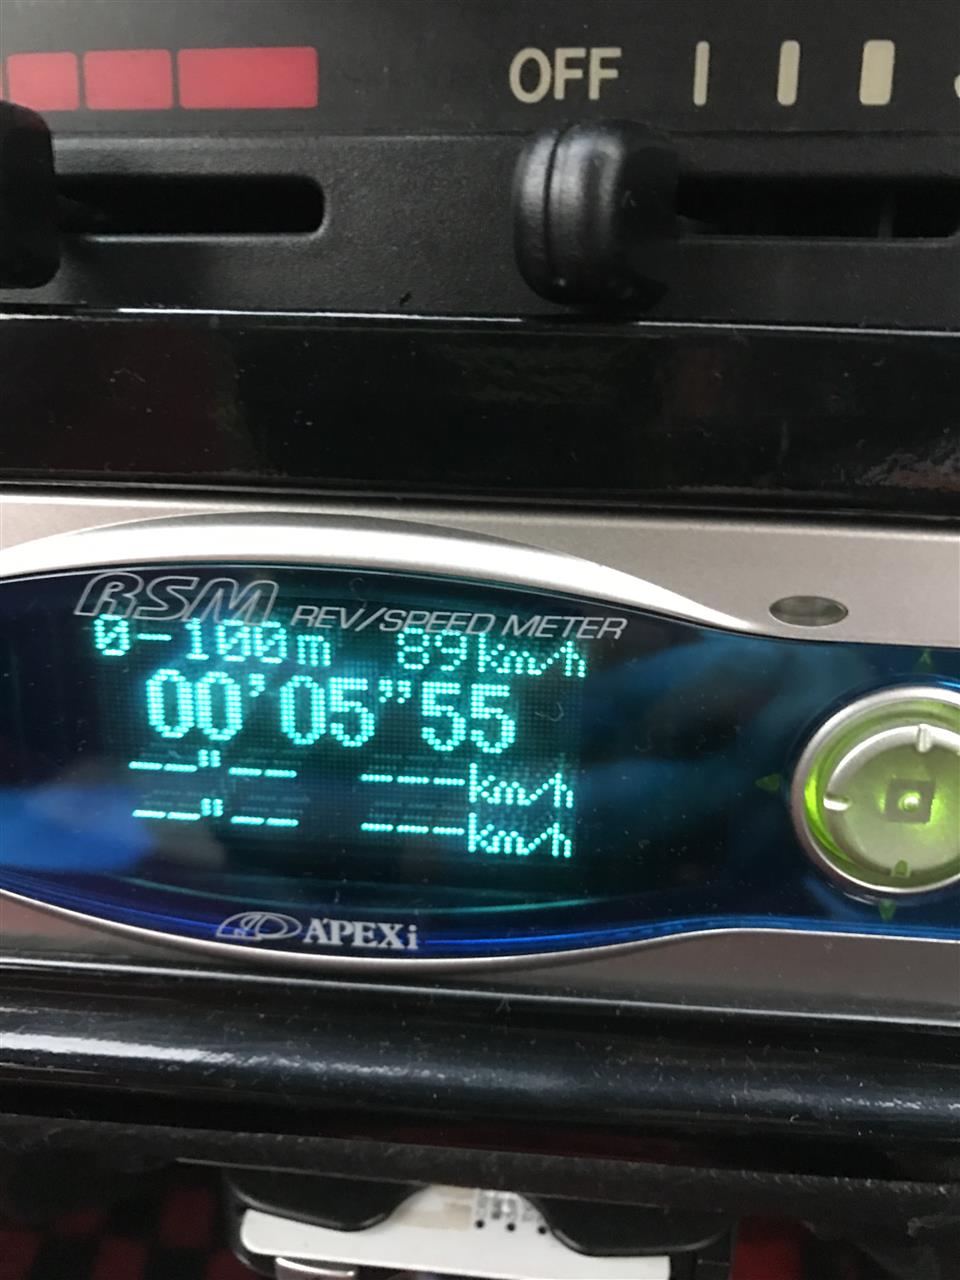 OFF
RSM REV/SPEED METER
0-100m 89km/h
00'05"55
--"-- ---km/h
--"-- ---km/h
APEXi